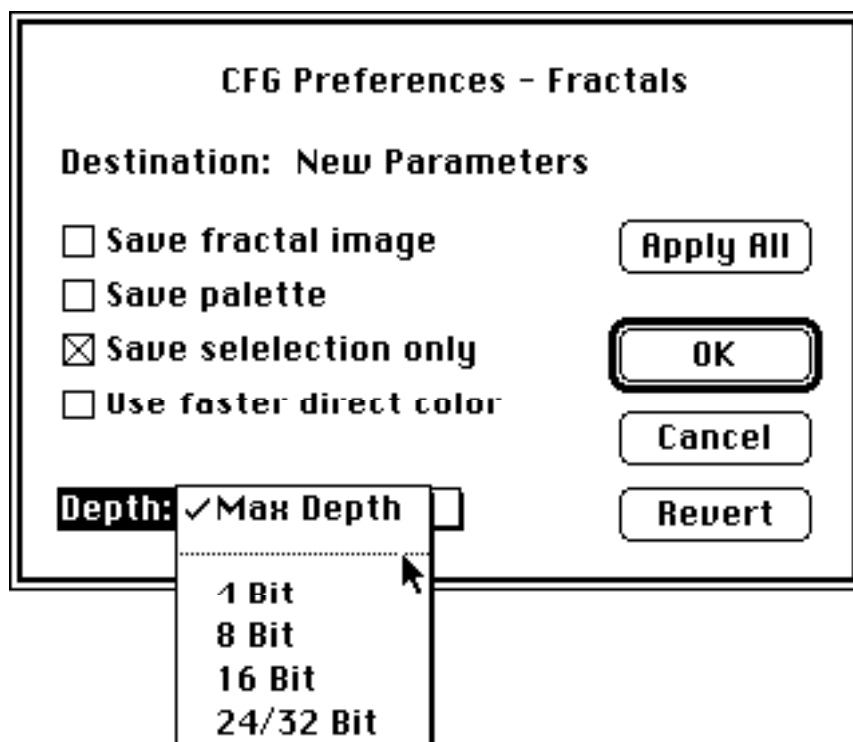 CFG Preferences - Fractals
Destination: New Parameters
Save fractal image
Apply All
Save palette
Save selelection only
OK
Use faster direct color
Cancel
Depth: ✓Max Depth
Revert
1 Bit
8 Bit
16 Bit
24/32 Bit